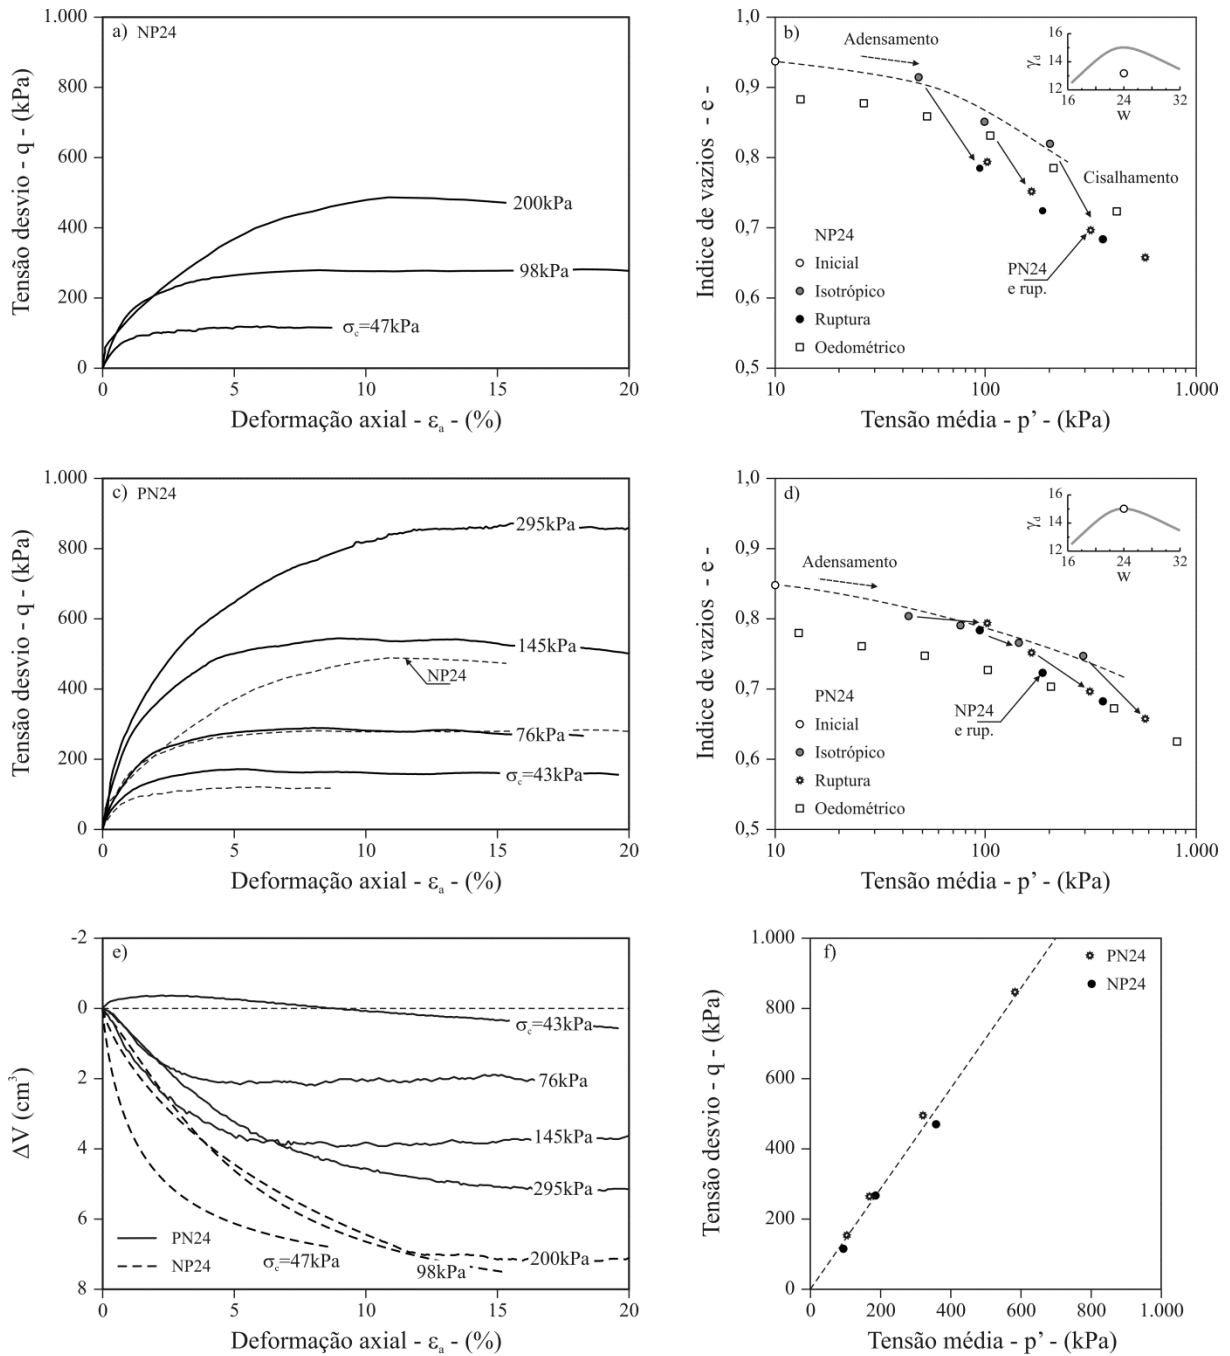 a) NP24
Tensão desvio - q - (kPa)
1.000
800
600
400
200
0
200kPa
98kPa
σc=47kPa
0 5 10 15 20
Deformação axial - εa - (%)
b)
Indice de vazios - e -
1,0
0,9
0,8
0,7
0,6
0,5
Adensamento
γd
16
14
12
16 24 32
w
Cisalhamento
NP24
Inicial
Isotrópico
Ruptura
Oedométrico
PN24
e rup.
10 100 1.000
Tensão média - p' - (kPa)
c) PN24
Tensão desvio - q - (kPa)
1.000
800
600
400
200
0
295kPa
145kPa
NP24
76kPa
σc=43kPa
0 5 10 15 20
Deformação axial - εa - (%)
d)
Indice de vazios - e -
1,0
0,9
0,8
0,7
0,6
0,5
Adensamento
γd
16
14
12
16 24 32
w
PN24
Inicial
Isotrópico
Ruptura
Oedométrico
NP24
e rup.
10 100 1.000
Tensão média - p' - (kPa)
e)
ΔV (cm³)
-2
0
2
4
6
8
σc=43kPa
76kPa
145kPa
295kPa
200kPa
98kPa
σc=47kPa
PN24
NP24
0 5 10 15 20
Deformação axial - εa - (%)
f)
Tensão desvio - q - (kPa)
1.000
800
600
400
200
0
PN24
NP24
0 200 400 600 800 1.000
Tensão média - p' - (kPa)